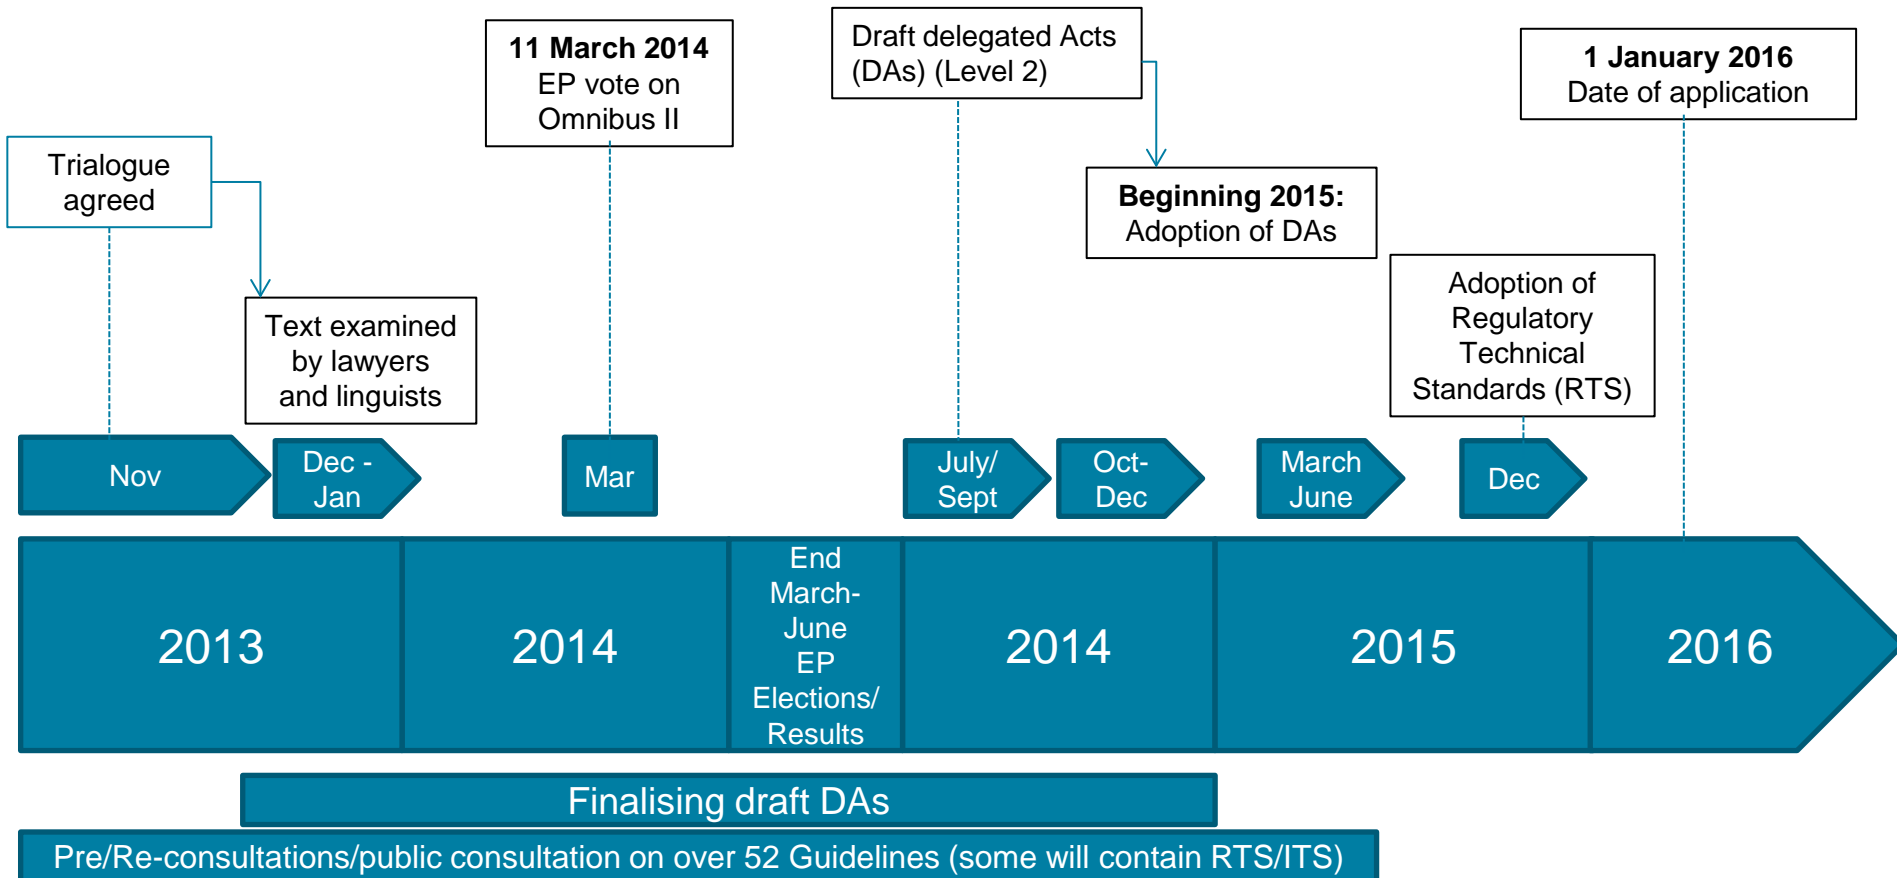 11 March 2014
EP vote on
Omnibus II
Draft delegated Acts
(DAs) (Level 2)
1 January 2016
Date of application
Trialogue
agreed
Beginning 2015:
Adoption of DAs
Text examined
by lawyers
and linguists
Adoption of
Regulatory
Technical
Standards (RTS)
Nov
Dec -
Jan
Mar
July/
Sept
Oct-
Dec
March
June
Dec
2013
2014
End
March-
June
EP
Elections/
Results
2014
2015
2016
Finalising draft DAs
Pre/Re-consultations/public consultation on over 52 Guidelines (some will contain RTS/ITS)